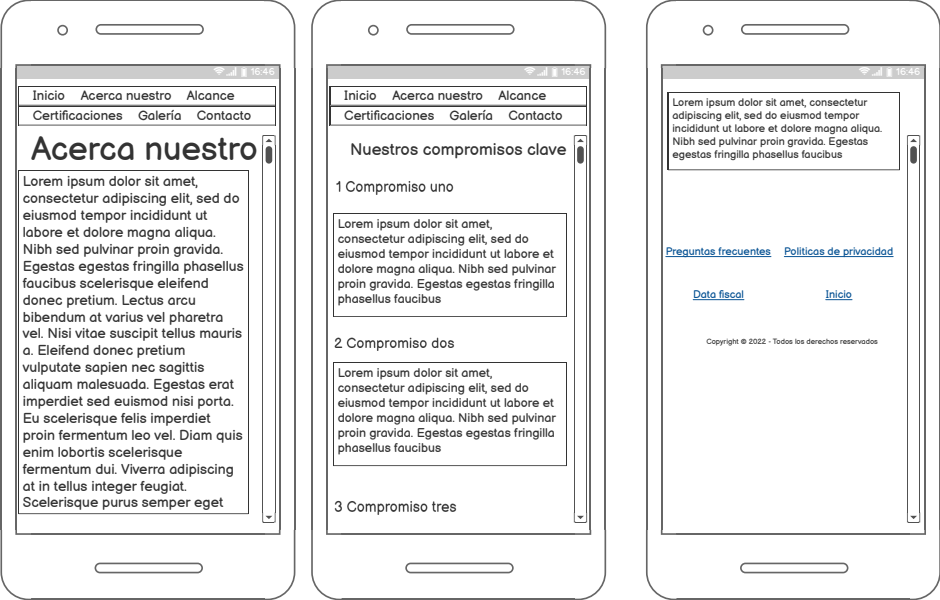 16:46
Inicio Acerca nuestro Alcance
Certificaciones Galería Contacto
Acerca nuestro
Lorem ipsum dolor sit amet,
consectetur adipiscing elit, sed do
eiusmod tempor incididunt ut
labore et dolore magna aliqua.
Nibh sed pulvinar proin gravida.
Egestas egestas fringilla phasellus
faucibus scelerisque eleifend
donec pretium. Lectus arcu
bibendum at varius vel pharetra
vel. Nisi vitae suscipit tellus mauris
a. Eleifend donec pretium
vulputate sapien nec sagittis
aliquam malesuada. Egestas erat
imperdiet sed euismod nisi porta.
Eu scelerisque felis imperdiet
proin fermentum leo vel. Diam quis
enim lobortis scelerisque
fermentum dui. Viverra adipiscing
at in tellus integer feugiat.
Scelerisque purus semper eget
16:46
Inicio Acerca nuestro Alcance
Certificaciones Galería Contacto
Nuestros compromisos clave
1 Compromiso uno
Lorem ipsum dolor sit amet,
consectetur adipiscing elit, sed do
eiusmod tempor incididunt ut labore et
dolore magna aliqua. Nibh sed pulvinar
proin gravida. Egestas egestas fringilla
phasellus faucibus
2 Compromiso dos
Lorem ipsum dolor sit amet,
consectetur adipiscing elit, sed do
eiusmod tempor incididunt ut labore et
dolore magna aliqua. Nibh sed pulvinar
proin gravida. Egestas egestas fringilla
phasellus faucibus
3 Compromiso tres
16:46
Lorem ipsum dolor sit amet, consectetur
adipiscing elit, sed do eiusmod tempor
incididunt ut labore et dolore magna aliqua.
Nibh sed pulvinar proin gravida. Egestas
egestas fringilla phasellus faucibus
Preguntas frecuentes Politicas de privacidad
Data fiscal Inicio
Copyright © 2022 - Todos los derechos reservados